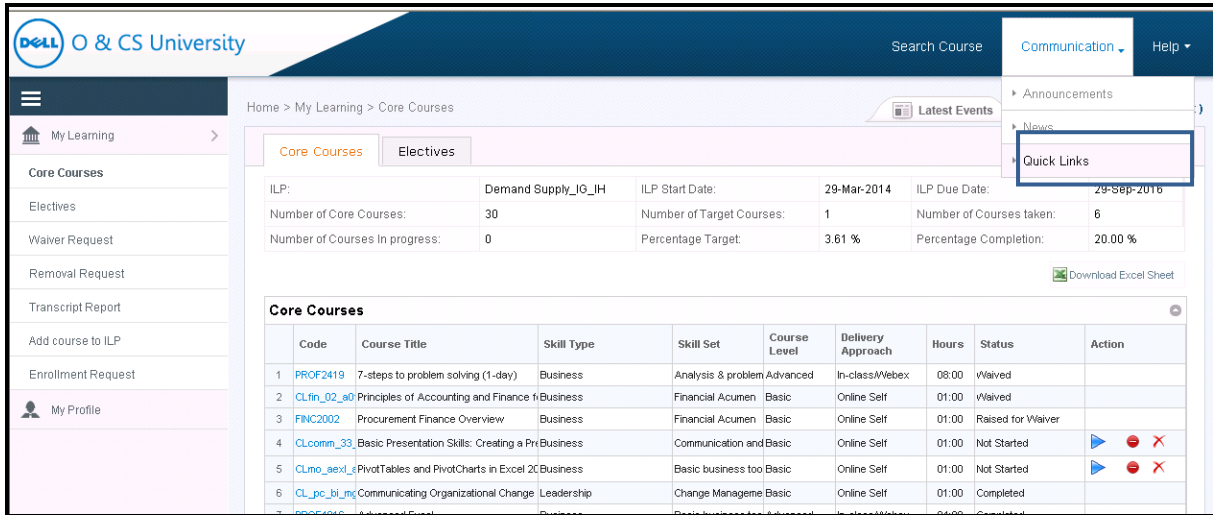 DELL O & CS University
Search Course Communication Help
Announcements
News
Quick Links
Home > My Learning > Core Courses
Latest Events
:)
My Learning
Core Courses
Electives
Waiver Request
Removal Request
Transcript Report
Add course to ILP
Enrollment Request
My Profile
Core Courses Electives
ILP: Demand Supply_IG_IH ILP Start Date: 29-Mar-2014 ILP Due Date: 29-Sep-2016
Number of Core Courses: 30 Number of Target Courses: 1 Number of Courses taken: 6
Number of Courses In progress: 0 Percentage Target: 3.61 % Percentage Completion: 20.00 %
Download Excel Sheet
Core Courses
Code Course Title Skill Type Skill Set Course Level Delivery Approach Hours Status Action
1 PROF2419 7-steps to problem solving (1-day) Business Analysis & problem Advanced In-class/Webex 08:00 Waived
2 CLfin_02_a0 Principles of Accounting and Finance f Business Financial Acumen Basic Online Self 01:00 Waived
3 FINC2002 Procurement Finance Overview Business Financial Acumen Basic Online Self 01:00 Raised for Waiver
4 CLcomm_33_ Basic Presentation Skills: Creating a Pre Business Communication and Basic Online Self 01:00 Not Started
5 CLmo_aexl_ PivotTables and PivotCharts in Excel 20 Business Basic business too Basic Online Self 01:00 Not Started
6 CL_pc_bi_mg Communicating Organizational Change Leadership Change Manageme Basic Online Self 01:00 Completed
7